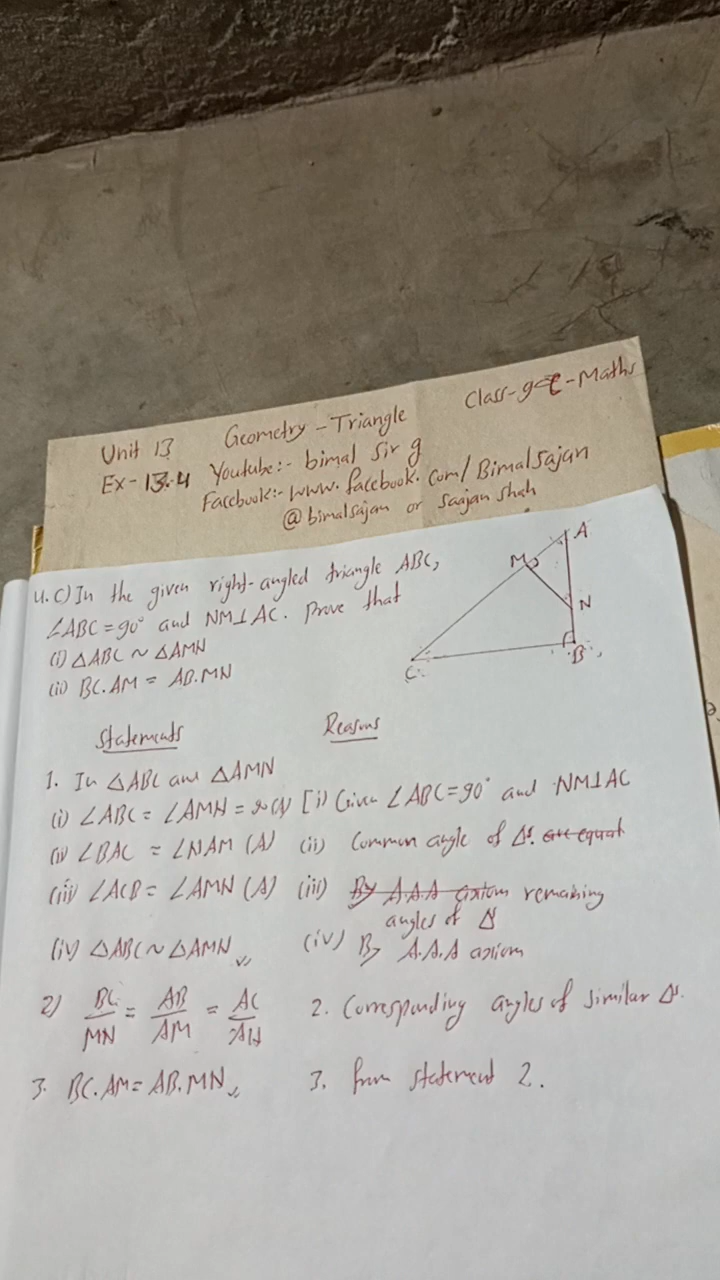 Unit 13 Geometry - Triangle Class-9 - Maths
Ex-13.4 Youtube:- bimal Sir g
Facebook:- www.facebook.com/BimalSajan
@bimalsajan or Saajan Shah
4.c) In the given right-angled triangle ABC,
∠ABC = 90° and NM⊥AC. Prove that
(i) △ABC ~ △AMN
(ii) BC.AM = AB.MN
A
M
N
B
C
Statements Reasons
1. In △ABC and △AMN
(i) ∠ABC = ∠AMN = 90 (A) (i) Given ∠ABC=90° and NM⊥AC
(ii) ∠BAC = ∠NAM (A) (ii) Common angle of △s. are equal
(iii) ∠ACB = ∠AMN (A) (iii) By A.A.A axiom remaining
angles of △s
(iv) △ABC ~ △AMN (iv) By A.A.A axiom
2) BC/MN = AB/AM = AC/AN 2. Corresponding angles of similar △s.
3. BC.AM = AB.MN 3. from statement 2.